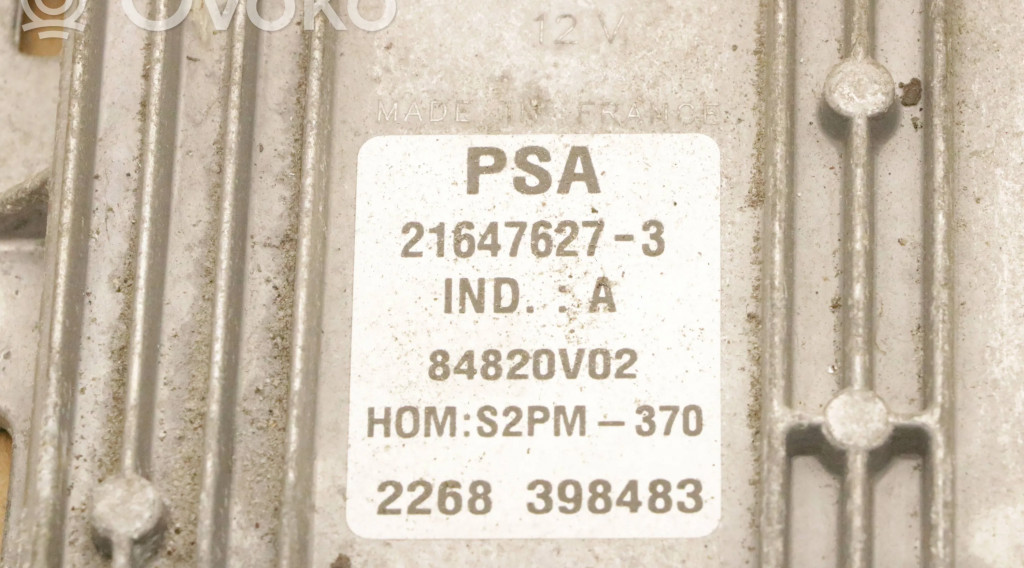 OVOKO
12 V
MADE IN FRANCE
PSA
21647627-3
IND. : A
84820V02
HOM:S2PM-370
2268 398483